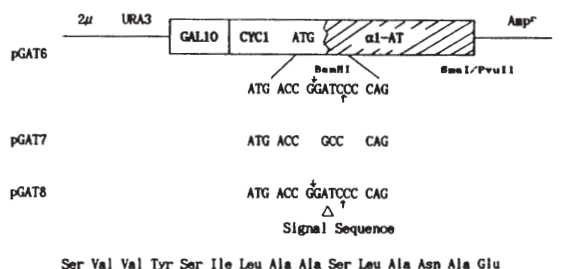 2μ URA3 Ampʳ
GAL10 CYC1 ATG α1-AT
pGAT6
BamHI SmaI/PvuII
ATG ACC GGATCCC CAG
pGAT7 ATG ACC GCC CAG
pGAT8 ATG ACC GGATCCC CAG
Signal Sequence
Ser Val Val Tyr Ser Ile Leu Ala Ala Ser Leu Ala Asn Ala Glu